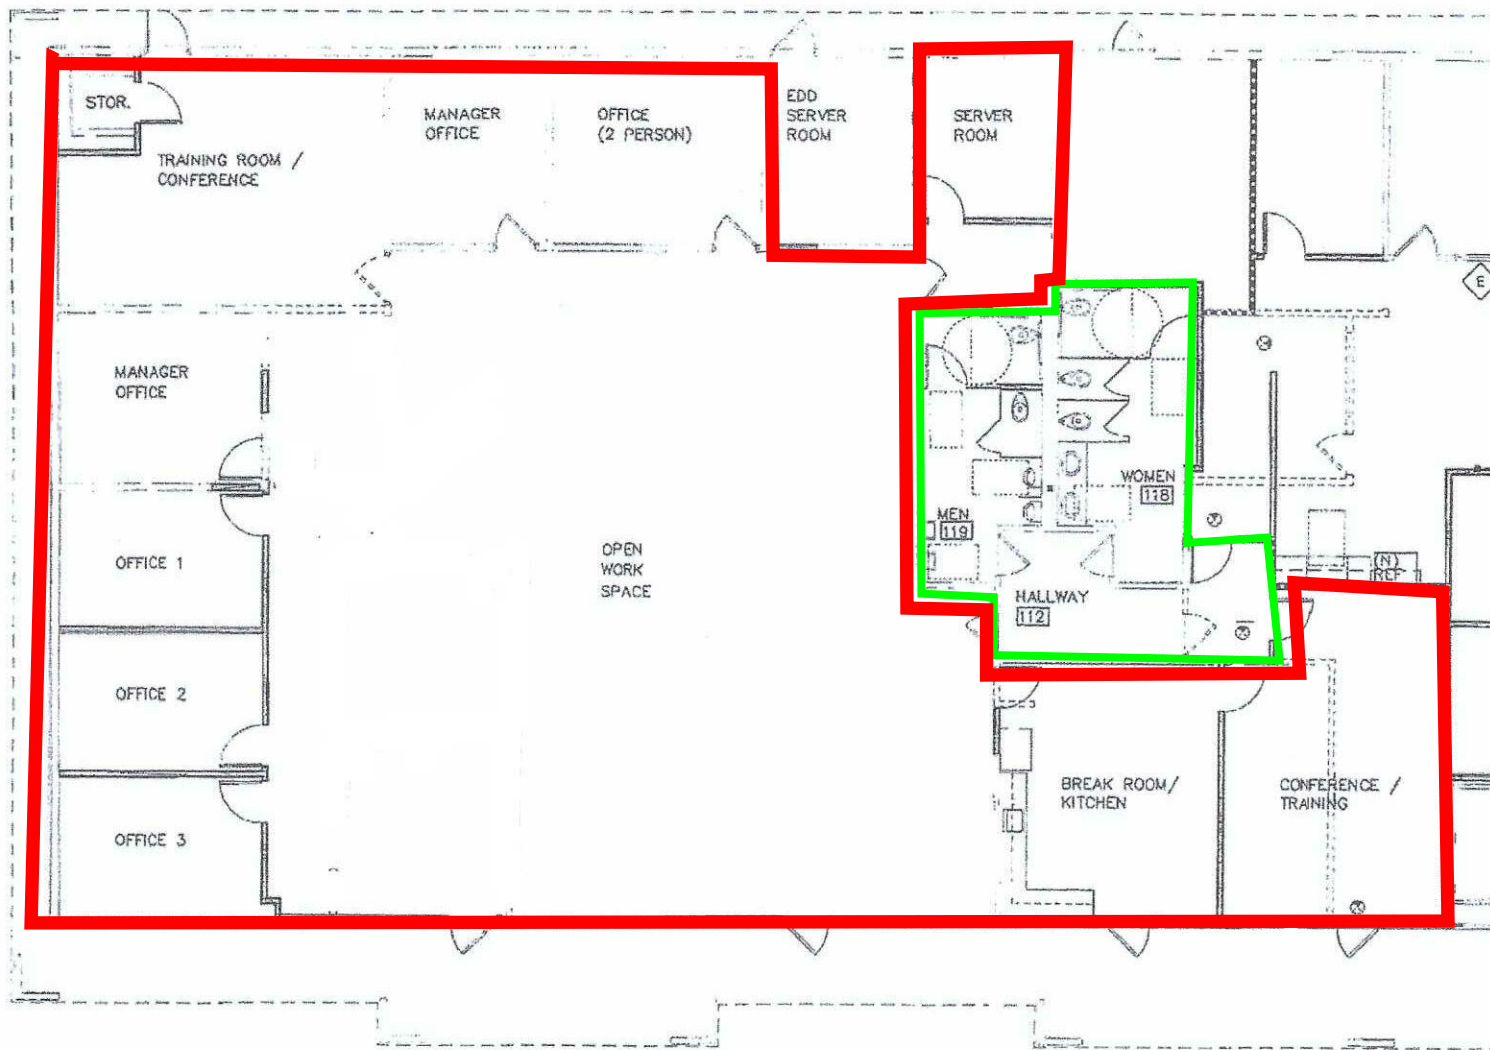 STOR.
TRAINING ROOM /
CONFERENCE
MANAGER
OFFICE
OFFICE
(2 PERSON)
EDD
SERVER
ROOM
SERVER
ROOM
E
MANAGER
OFFICE
WOMEN
118
MEN
119
OFFICE 1
OPEN
WORK
SPACE
(N)
REF
HALLWAY
112
OFFICE 2
BREAK ROOM/
KITCHEN
CONFERENCE /
TRAINING
OFFICE 3